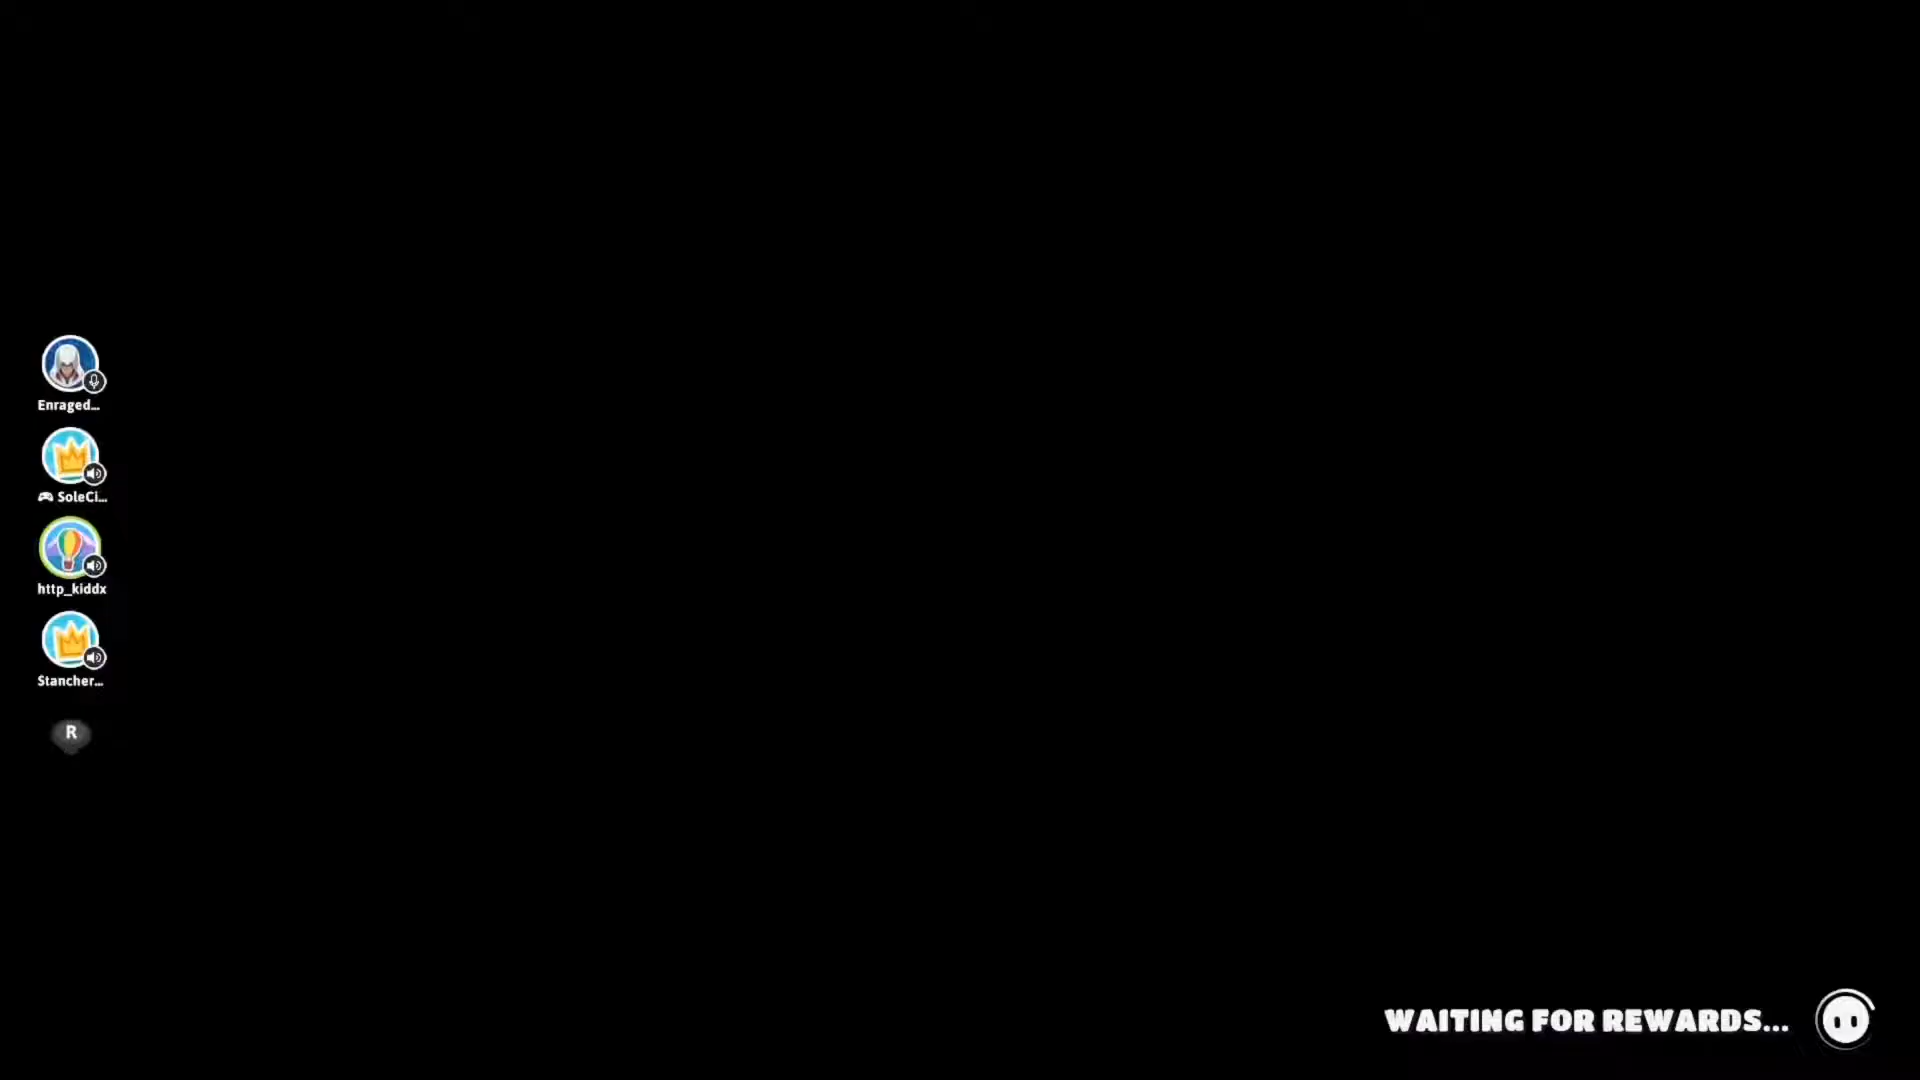 Enraged...
SoleCi...
http_kiddx
Stancher...
R
WAITING FOR REWARDS...